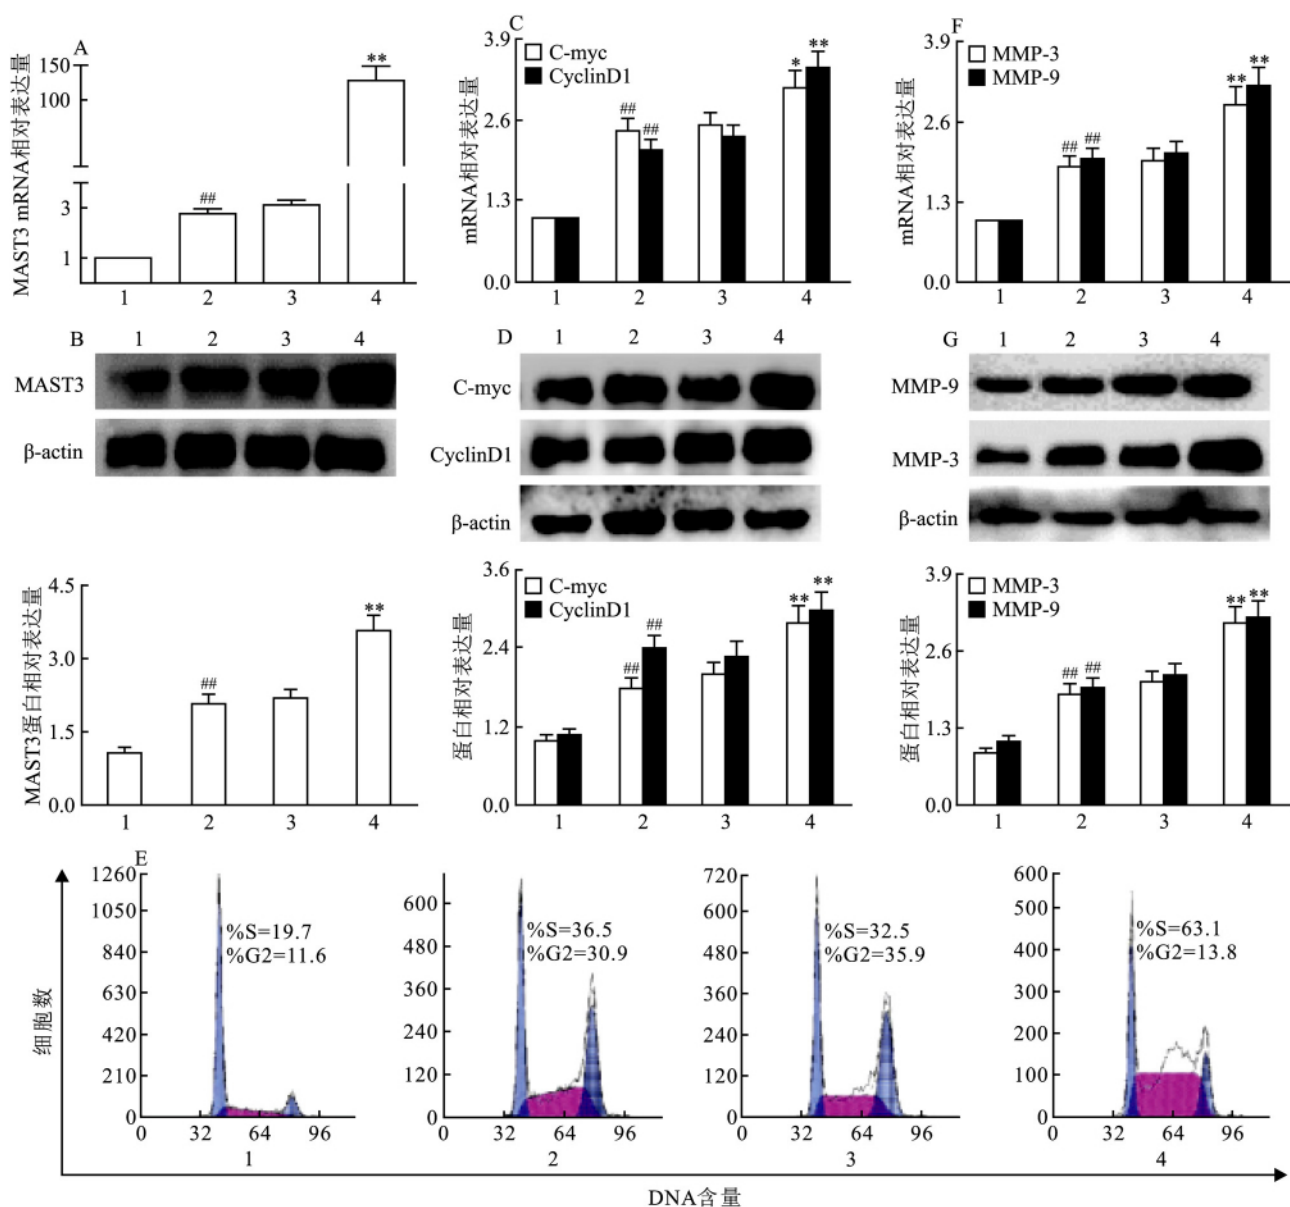 A
MAST3 mRNA相对表达量
150
100
3
1
**
##
1 2 3 4
C
mRNA相对表达量
3.9
2.6
1.3
0.0
C-myc
CyclinD1
## ##
* **
1 2 3 4
F
mRNA相对表达量
3.9
2.6
1.3
0.0
MMP-3
MMP-9
## ##
** **
1 2 3 4
B 1 2 3 4
MAST3
β-actin
D 1 2 3 4
C-myc
CyclinD1
β-actin
G 1 2 3 4
MMP-9
MMP-3
β-actin
MAST3蛋白相对表达量
4.5
3.0
1.5
0.0
##
**
1 2 3 4
蛋白相对表达量
3.6
2.4
1.2
0.0
C-myc
CyclinD1
## ##
** **
1 2 3 4
蛋白相对表达量
3.9
2.6
1.3
0.0
MMP-3
MMP-9
## ##
** **
1 2 3 4
E
细胞数
1260
1050
840
630
420
210
0
%S=19.7
%G2=11.6
0 32 64 96
1
600
480
360
240
120
0
%S=36.5
%G2=30.9
0 32 64 96
2
720
600
480
360
240
120
0
%S=32.5
%G2=35.9
0 32 64 96
3
600
500
400
300
200
100
0
%S=63.1
%G2=13.8
0 32 64 96
4
DNA含量